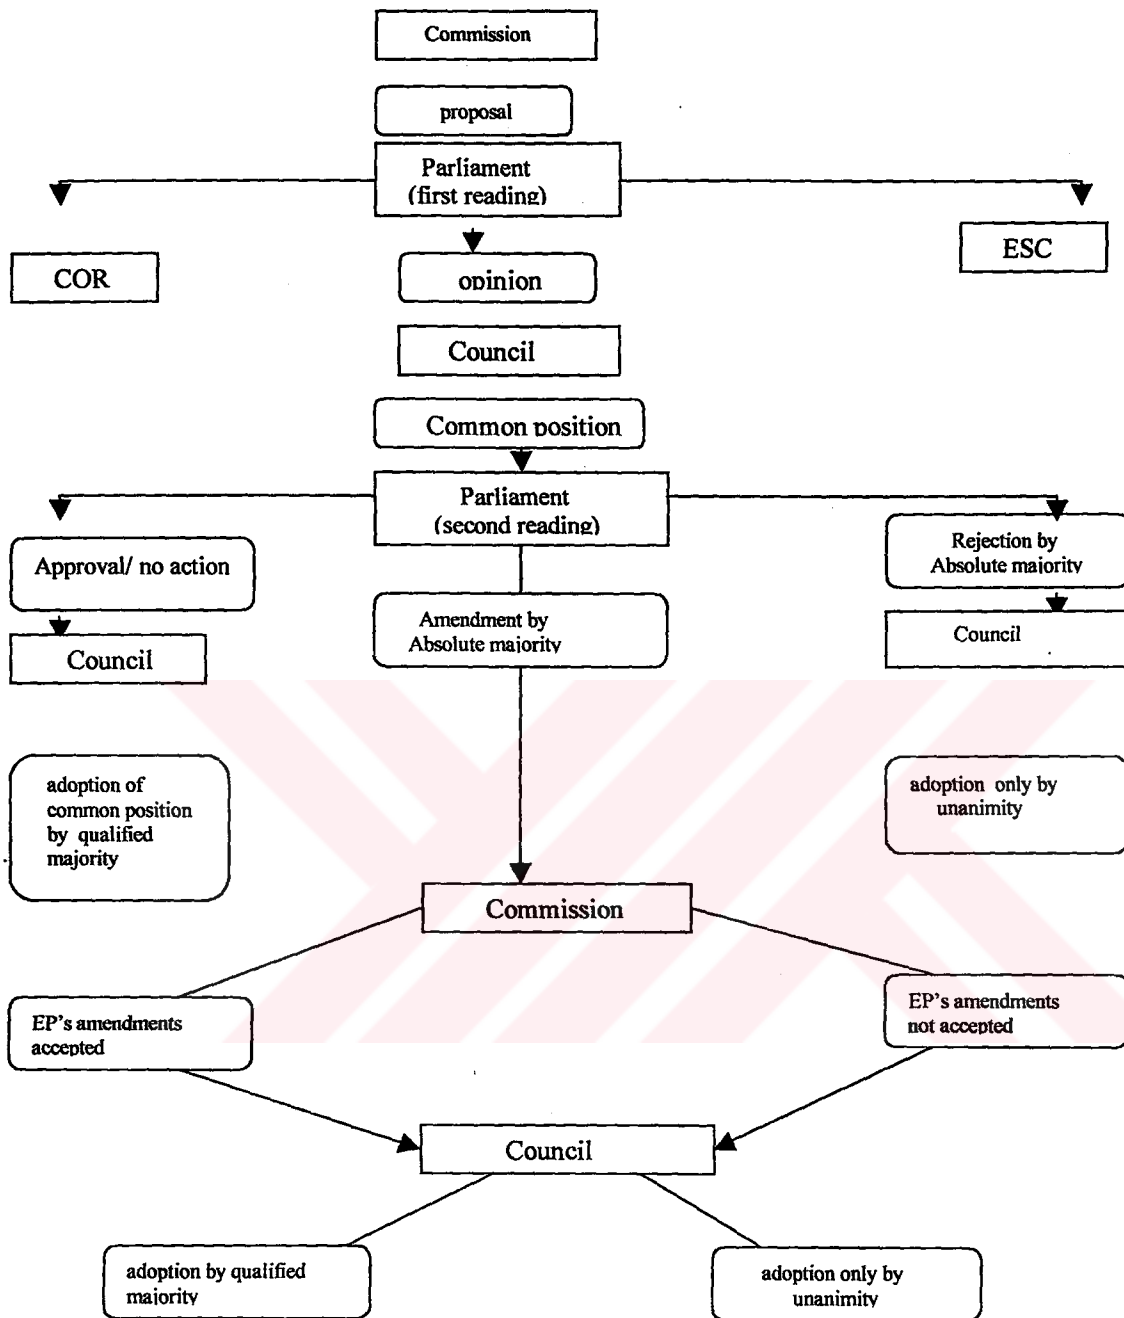 Commission
proposal
Parliament
(first reading)
COR
opinion
ESC
Council
Common position
Parliament
(second reading)
Approval/ no action
Amendment by
Absolute majority
Rejection by
Absolute majority
Council
Council
adoption of
common position
by qualified
majority
adoption only by
unanimity
Commission
EP's amendments
accepted
EP's amendments
not accepted
Council
adoption by qualified
majority
adoption only by
unanimity